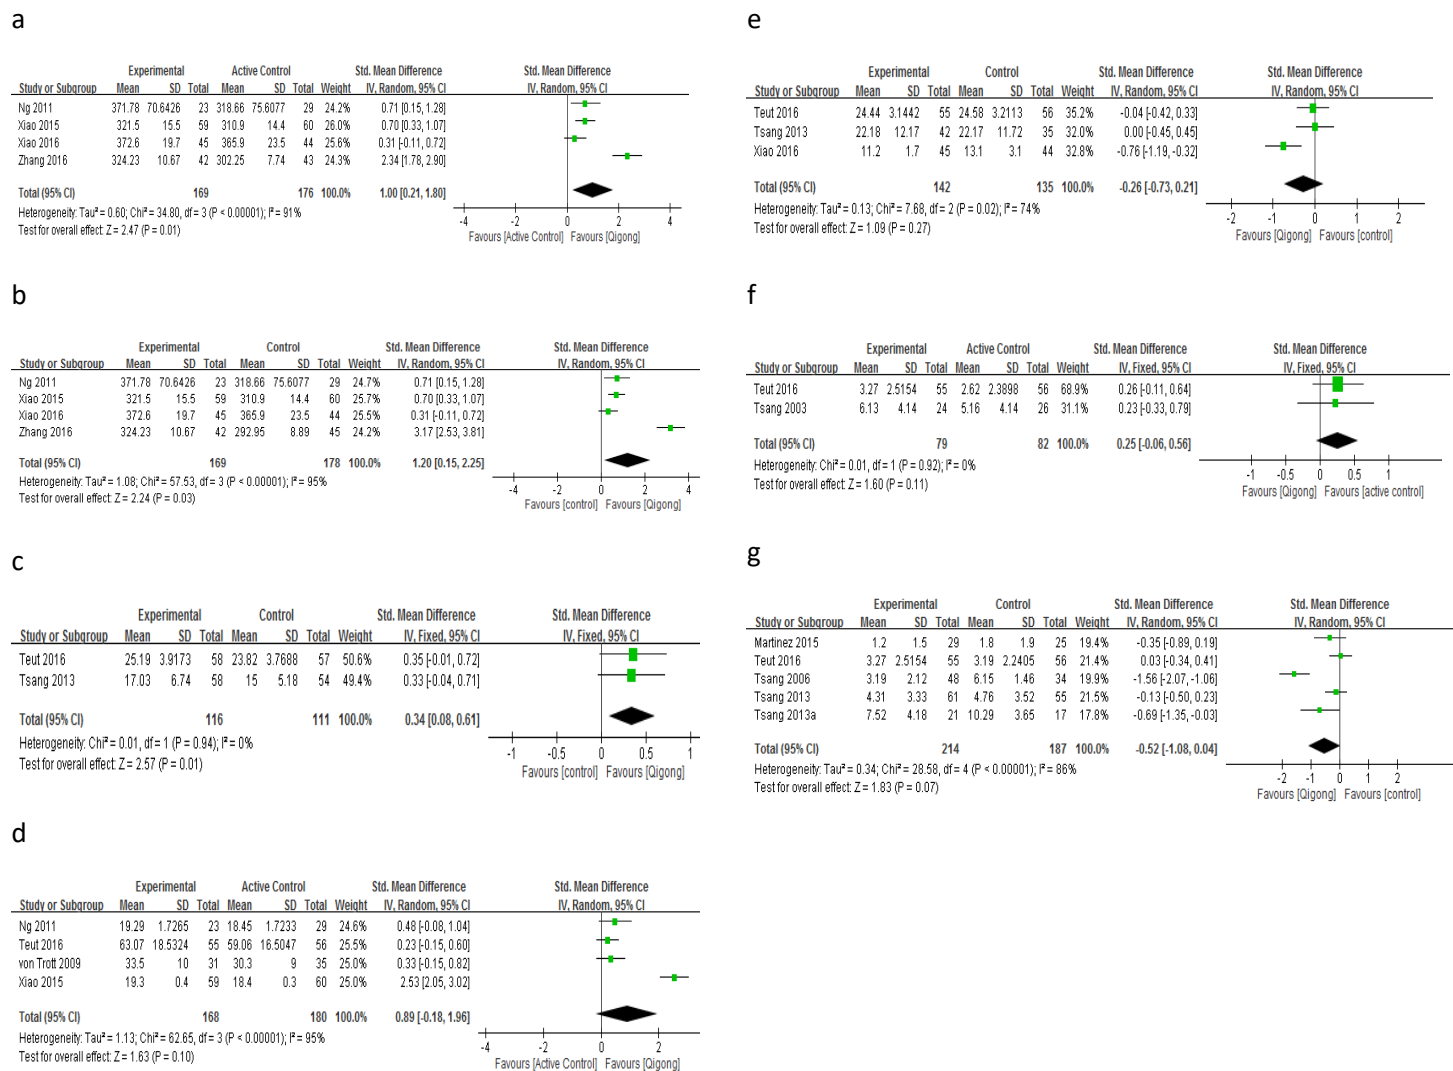 a
Experimental Active Control Std. Mean Difference Std. Mean Difference
Study or Subgroup Mean SD Total Mean SD Total Weight IV, Random, 95% CI IV, Random, 95% CI
Ng 2011 371.78 70.6426 23 318.66 75.6077 29 24.2% 0.71 [0.15, 1.28]
Xiao 2015 321.5 15.5 59 310.9 14.4 60 26.0% 0.70 [0.33, 1.07]
Xiao 2016 372.6 19.7 45 365.9 23.5 44 25.6% 0.31 [-0.11, 0.72]
Zhang 2016 324.23 10.67 42 302.25 7.74 43 24.3% 2.34 [1.78, 2.90]
Total (95% CI) 169 176 100.0% 1.00 [0.21, 1.80]
Heterogeneity: Tau² = 0.60; Chi² = 34.80, df = 3 (P < 0.00001); I² = 91%
Test for overall effect: Z = 2.47 (P = 0.01)
-4 -2 0 2 4
Favours [Active Control] Favours [Qigong]
b
Experimental Control Std. Mean Difference Std. Mean Difference
Study or Subgroup Mean SD Total Mean SD Total Weight IV, Random, 95% CI IV, Random, 95% CI
Ng 2011 371.78 70.6426 23 318.66 75.6077 29 24.7% 0.71 [0.15, 1.28]
Xiao 2015 321.5 15.5 59 310.9 14.4 60 25.5% 0.70 [0.33, 1.07]
Xiao 2016 372.6 19.7 45 365.9 23.5 44 25.6% 0.31 [-0.11, 0.72]
Zhang 2016 324.23 10.67 42 292.95 8.89 45 24.2% 3.17 [2.53, 3.81]
Total (95% CI) 169 178 100.0% 1.20 [0.15, 2.25]
Heterogeneity: Tau² = 1.08; Chi² = 57.53, df = 3 (P < 0.00001); I² = 95%
Test for overall effect: Z = 2.24 (P = 0.03)
-4 -2 0 2 4
Favours [control] Favours [Qigong]
c
Experimental Control Std. Mean Difference Std. Mean Difference
Study or Subgroup Mean SD Total Mean SD Total Weight IV, Fixed, 95% CI IV, Fixed, 95% CI
Teut 2016 25.19 3.9173 58 23.82 3.7688 57 50.6% 0.35 [-0.01, 0.72]
Tsang 2013 17.03 6.74 58 15 5.18 54 49.4% 0.33 [-0.04, 0.71]
Total (95% CI) 116 111 100.0% 0.34 [0.08, 0.61]
Heterogeneity: Chi² = 0.01, df = 1 (P = 0.94); I² = 0%
Test for overall effect: Z = 2.57 (P = 0.01)
-1 -0.5 0 0.5 1
Favours [control] Favours [Qigong]
d
Experimental Active Control Std. Mean Difference Std. Mean Difference
Study or Subgroup Mean SD Total Mean SD Total Weight IV, Random, 95% CI IV, Random, 95% CI
Ng 2011 19.29 1.7265 23 18.45 1.7233 29 24.6% 0.48 [-0.08, 1.04]
Teut 2016 63.07 18.5324 55 59.06 16.5047 56 25.5% 0.23 [-0.15, 0.60]
von Trott 2009 33.5 10 31 30.3 9 35 25.0% 0.33 [-0.15, 0.82]
Xiao 2015 19.3 0.4 59 18.4 0.3 60 25.0% 2.53 [2.05, 3.02]
Total (95% CI) 168 180 100.0% 0.89 [-0.18, 1.96]
Heterogeneity: Tau² = 1.13; Chi² = 62.65, df = 3 (P < 0.00001); I² = 95%
Test for overall effect: Z = 1.63 (P = 0.10)
-4 -2 0 2
Favours [Active Control] Favours [Qigong]
e
Experimental Control Std. Mean Difference Std. Mean Difference
Study or Subgroup Mean SD Total Mean SD Total Weight IV, Random, 95% CI IV, Random, 95% CI
Teut 2016 24.44 3.1442 55 24.58 3.2113 56 35.2% -0.04 [-0.42, 0.33]
Tsang 2013 22.18 12.17 42 22.17 11.72 35 32.1% 0.00 [-0.45, 0.45]
Xiao 2016 11.2 1.7 45 13.1 3.1 44 32.8% -0.76 [-1.19, -0.32]
Total (95% CI) 142 135 100.0% -0.26 [-0.73, 0.21]
Heterogeneity: Tau² = 0.13; Chi² = 7.68, df = 2 (P = 0.02); I² = 74%
Test for overall effect: Z = 1.09 (P = 0.27)
-2 -1 0 1 2
Favours [Qigong] Favours [control]
f
Experimental Active Control Std. Mean Difference Std. Mean Difference
Study or Subgroup Mean SD Total Mean SD Total Weight IV, Fixed, 95% CI IV, Fixed, 95% CI
Teut 2016 3.27 2.5154 55 2.62 2.3898 56 68.9% 0.26 [-0.11, 0.64]
Tsang 2003 6.13 4.14 24 5.16 4.14 26 31.1% 0.23 [-0.33, 0.79]
Total (95% CI) 79 82 100.0% 0.25 [-0.06, 0.56]
Heterogeneity: Chi² = 0.01, df = 1 (P = 0.92); I² = 0%
Test for overall effect: Z = 1.60 (P = 0.11)
-1 -0.5 0 0.5 1
Favours [Qigong] Favours [active control]
g
Experimental Control Std. Mean Difference Std. Mean Difference
Study or Subgroup Mean SD Total Mean SD Total Weight IV, Random, 95% CI IV, Random, 95% CI
Martinez 2015 1.2 1.5 29 1.8 1.9 25 19.4% -0.35 [-0.89, 0.19]
Teut 2016 3.27 2.5154 55 3.19 2.2405 56 21.4% 0.03 [-0.34, 0.41]
Tsang 2006 3.19 2.12 48 6.15 1.46 34 19.9% -1.56 [-2.07, -1.06]
Tsang 2013 4.31 3.33 61 4.76 3.52 55 21.5% -0.13 [-0.50, 0.23]
Tsang 2013a 7.52 4.18 21 10.29 3.65 17 17.8% -0.69 [-1.35, -0.03]
Total (95% CI) 214 187 100.0% -0.52 [-1.08, 0.04]
Heterogeneity: Tau² = 0.34; Chi² = 28.58, df = 4 (P < 0.00001); I² = 86%
Test for overall effect: Z = 1.83 (P = 0.07)
-2 -1 0 1 2
Favours [Qigong] Favours [control]